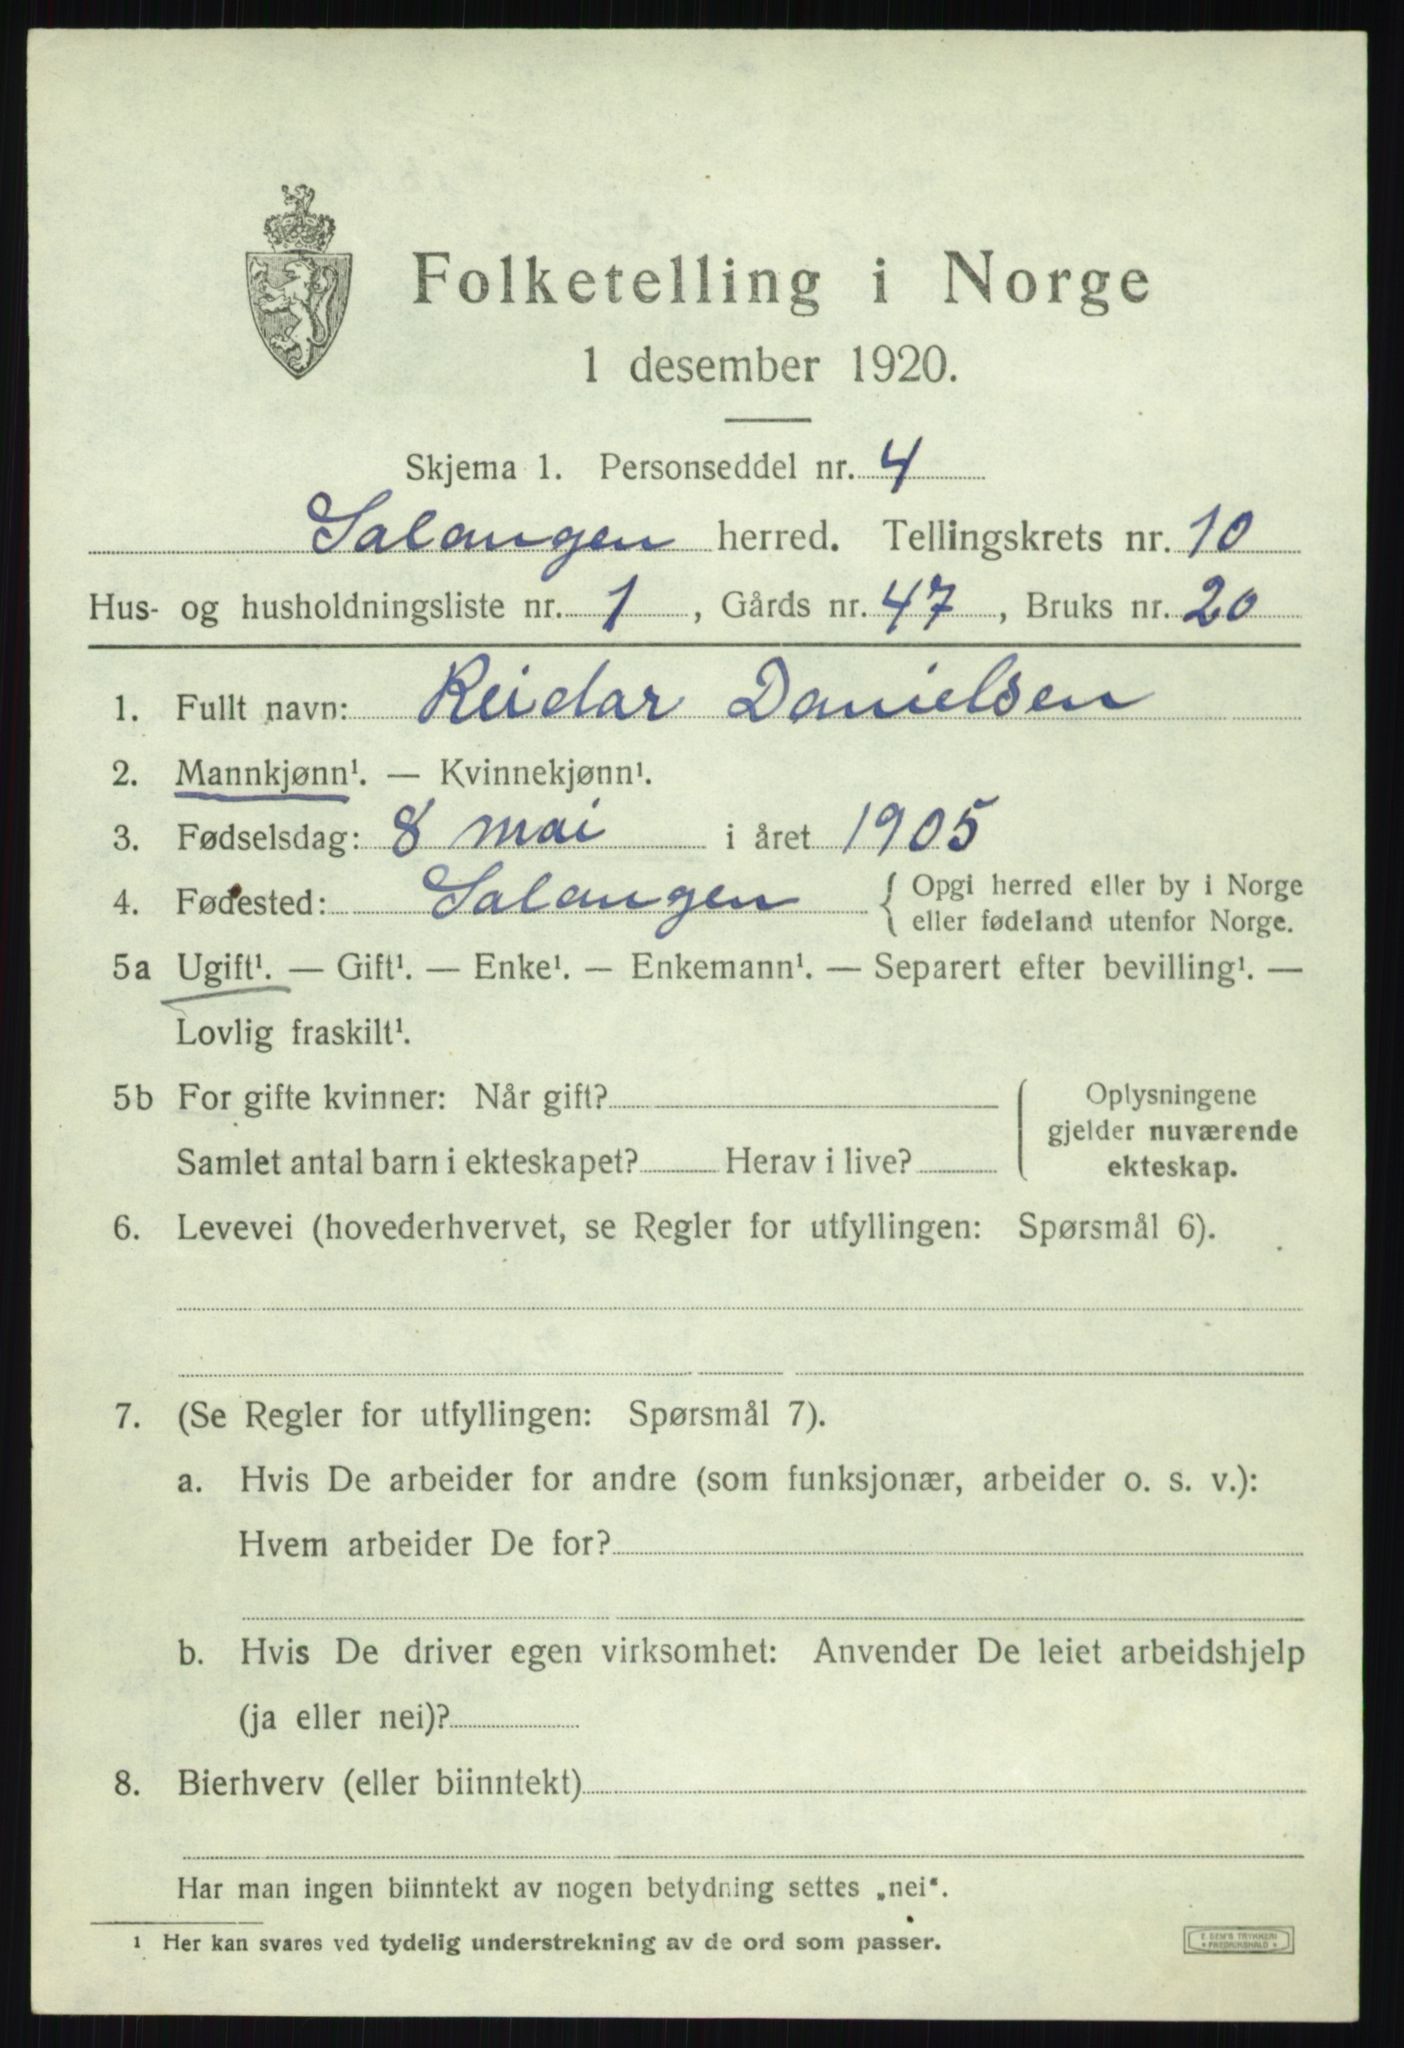 Folketelling i Norge
1 desember 1920.
Skjema 1. Personseddel nr. 4
Salangen herred. Tellingskrets nr. 10
Hus- og husholdningsliste nr. 1, Gårds nr. 47, Bruks nr. 20
1. Fullt navn: Reidar Danielsen
2. Mannkjønn¹. — Kvinnekjønn¹.
3. Fødselsdag: 8 mai i året 1905
4. Fødested: Salangen { Opgi herred eller by i Norge
eller fødeland utenfor Norge.
5a Ugift¹. — Gift¹. — Enke¹. — Enkemann¹. — Separert efter bevilling¹. —
Lovlig fraskilt¹.
5b For gifte kvinner: Når gift?
Samlet antal barn i ekteskapet? Herav i live?
Oplysningene
gjelder nuværende
ekteskap.
6. Levevei (hovederhvervet, se Regler for utfyllingen: Spørsmål 6).
7. (Se Regler for utfyllingen: Spørsmål 7).
a. Hvis De arbeider for andre (som funksjonær, arbeider o. s. v.):
Hvem arbeider De for?
b. Hvis De driver egen virksomhet: Anvender De leiet arbeidshjelp
(ja eller nei)?
8. Bierhverv (eller biinntekt)
Har man ingen biinntekt av nogen betydning settes „nei“.
¹ Her kan svares ved tydelig understrekning av de ord som passer.
E. SEM'S TRYKKERI
FREDRIKSHALD